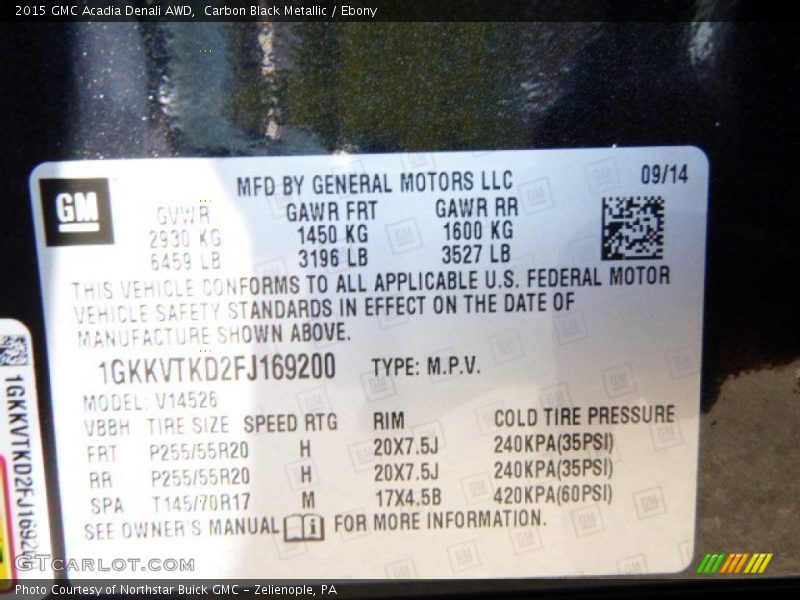 2015 GMC Acadia Denali AWD,  Carbon Black Metallic / Ebony
GM
MFD BY GENERAL MOTORS LLC
09/14
GVWR GAWR FRT GAWR RR
2930 KG 1450 KG 1600 KG
6459 LB 3196 LB 3527 LB
THIS VEHICLE CONFORMS TO ALL APPLICABLE U.S. FEDERAL MOTOR
VEHICLE SAFETY STANDARDS IN EFFECT ON THE DATE OF
MANUFACTURE SHOWN ABOVE.
1GKKVTKD2FJ169200 TYPE: M.P.V.
MODEL: V14526
VBBH TIRE SIZE SPEED RTG RIM COLD TIRE PRESSURE
FRT P255/55R20 H 20X7.5J 240KPA(35PSI)
RR P255/55R20 H 20X7.5J 240KPA(35PSI)
SPA T145/70R17 M 17X4.5B 420KPA(60PSI)
SEE OWNER'S MANUAL FOR MORE INFORMATION.
1GKKVTKD2FJ1692
GTCARLOT.COM
Photo Courtesy of Northstar Buick GMC - Zelienople, PA